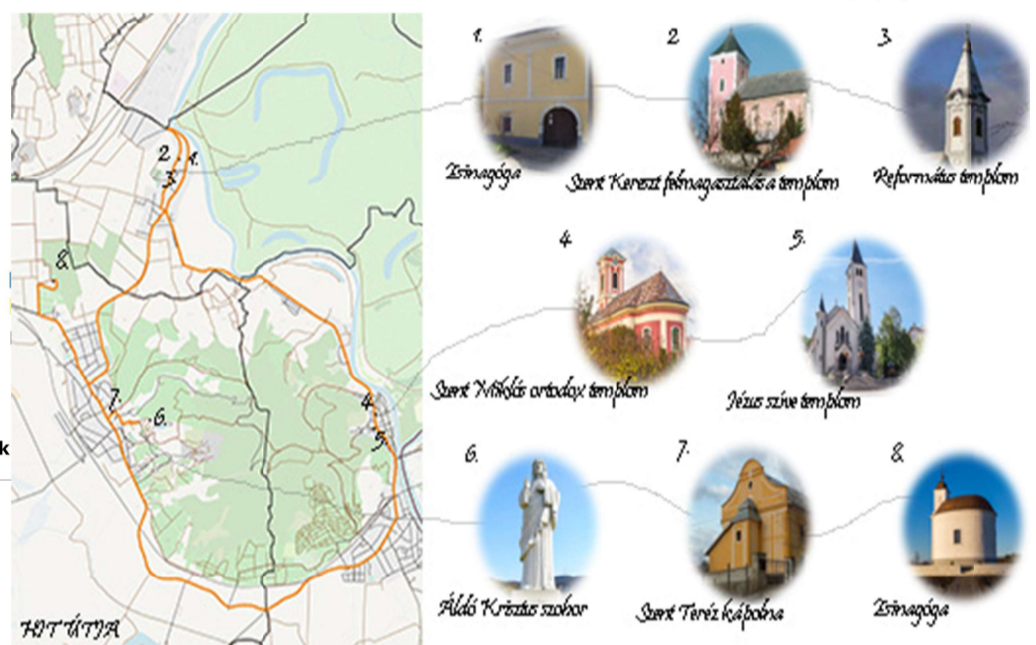 1.
Zsinagóga
2.
Szent Kereszt felmagasztalása templom
3.
Református templom
4.
Szent Miklós ortodox templom
5.
Jézus szíve templom
6.
Áldó Krisztus szobor
7.
Szent Teréz kápolna
8.
Zsinagóga
2. 1.
3.
8.
7. 6.
4.
5.
k
HIT ÚTJA